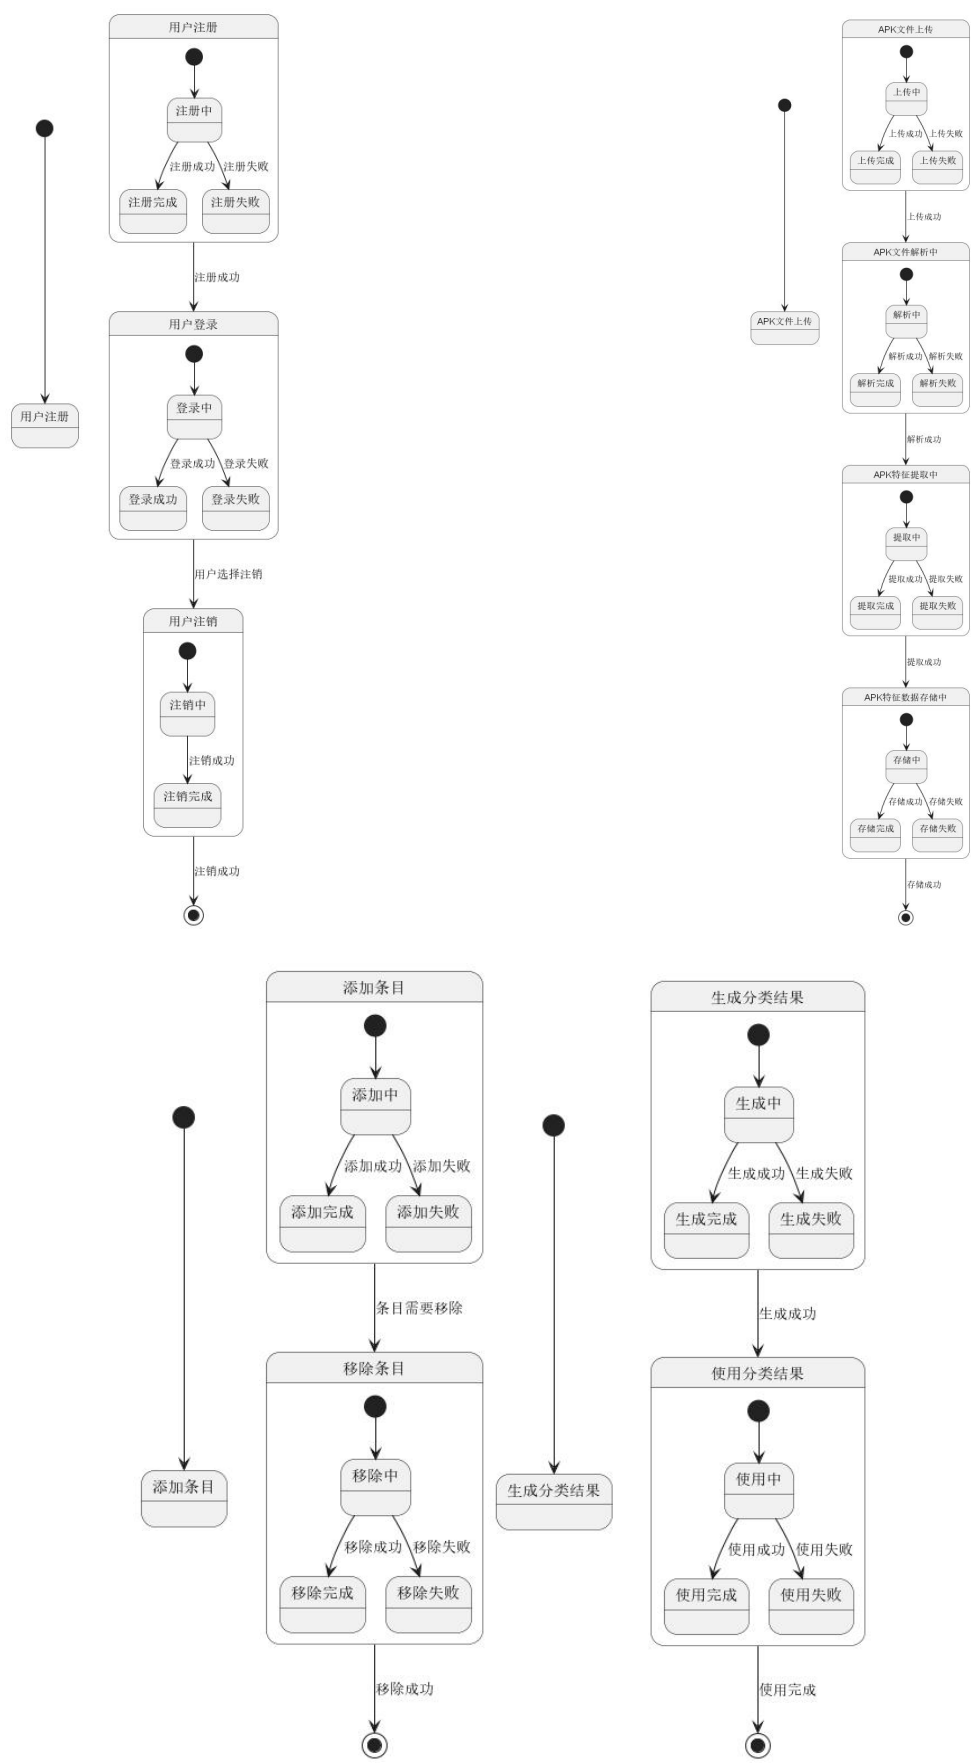 用户注册
注册中
注册成功
注册失败
注册完成
注册失败
注册成功
用户注册
用户登录
登录中
登录成功
登录失败
登录成功
登录失败
用户选择注销
用户注销
注销中
注销成功
注销完成
注销成功
APK文件上传
上传中
上传成功
上传失败
上传完成
上传失败
上传成功
APK文件上传
APK文件解析中
解析中
解析成功
解析失败
解析完成
解析失败
解析成功
APK特征提取中
提取中
提取成功
提取失败
提取完成
提取失败
提取成功
APK特征数据存储中
存储中
存储成功
存储失败
存储完成
存储失败
存储成功
添加条目
添加中
添加成功
添加失败
添加完成
添加失败
条目需要移除
添加条目
移除条目
移除中
移除成功
移除失败
移除完成
移除失败
移除成功
生成分类结果
生成中
生成成功
生成失败
生成完成
生成失败
生成成功
生成分类结果
使用分类结果
使用中
使用成功
使用失败
使用完成
使用失败
使用完成